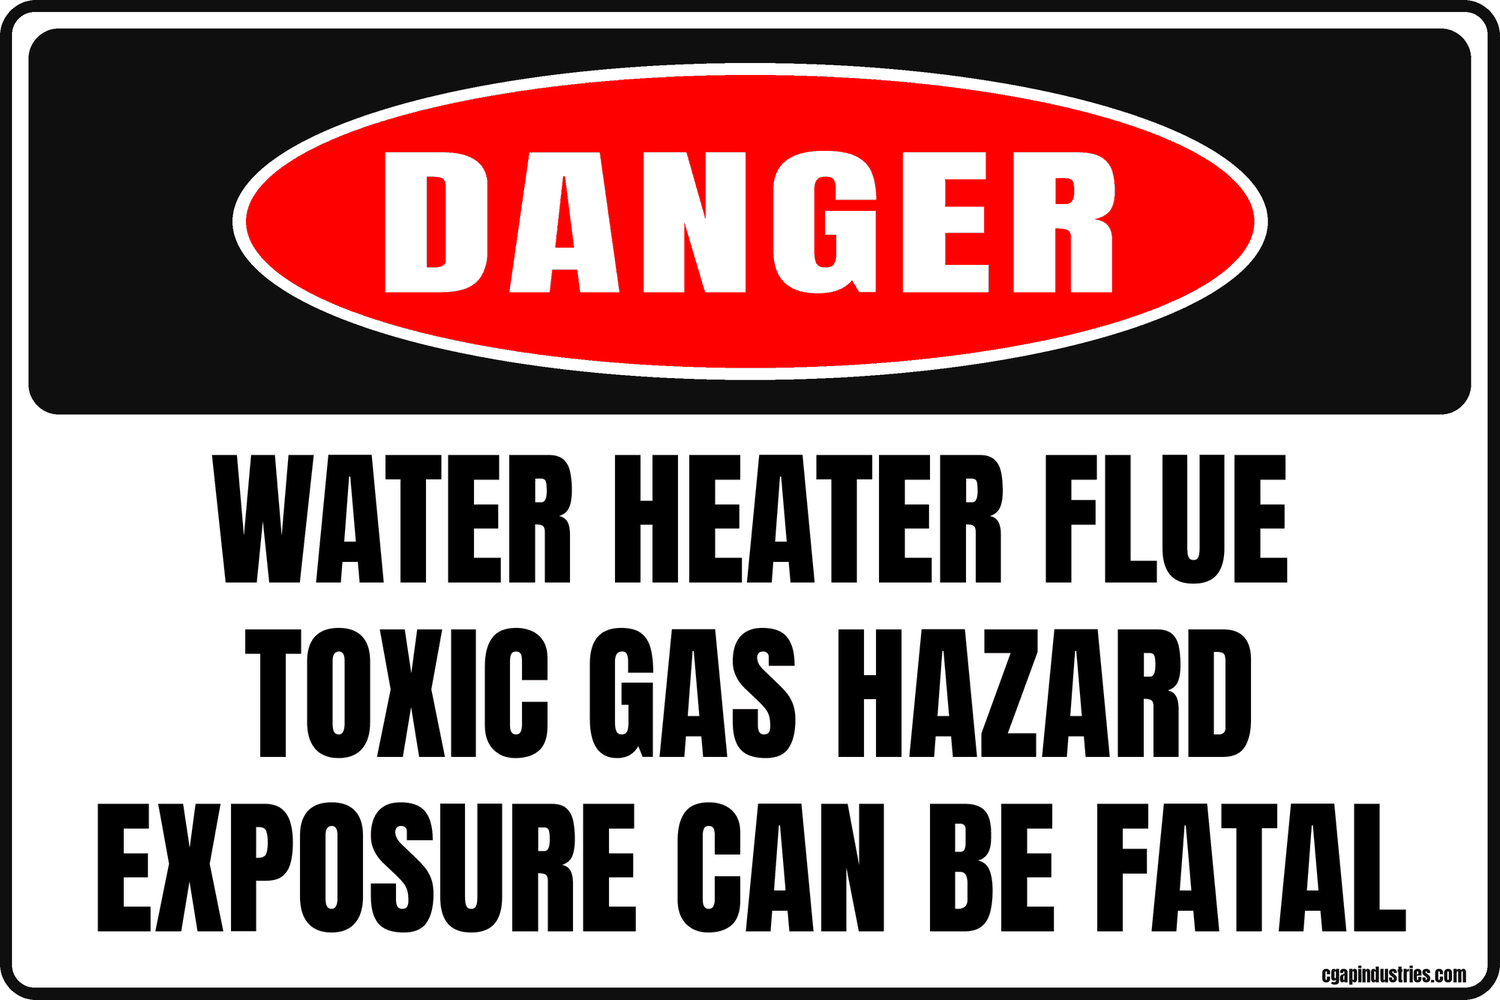 DANGER
WATER HEATER FLUE
TOXIC GAS HAZARD
EXPOSURE CAN BE FATAL
cgapindustries.com